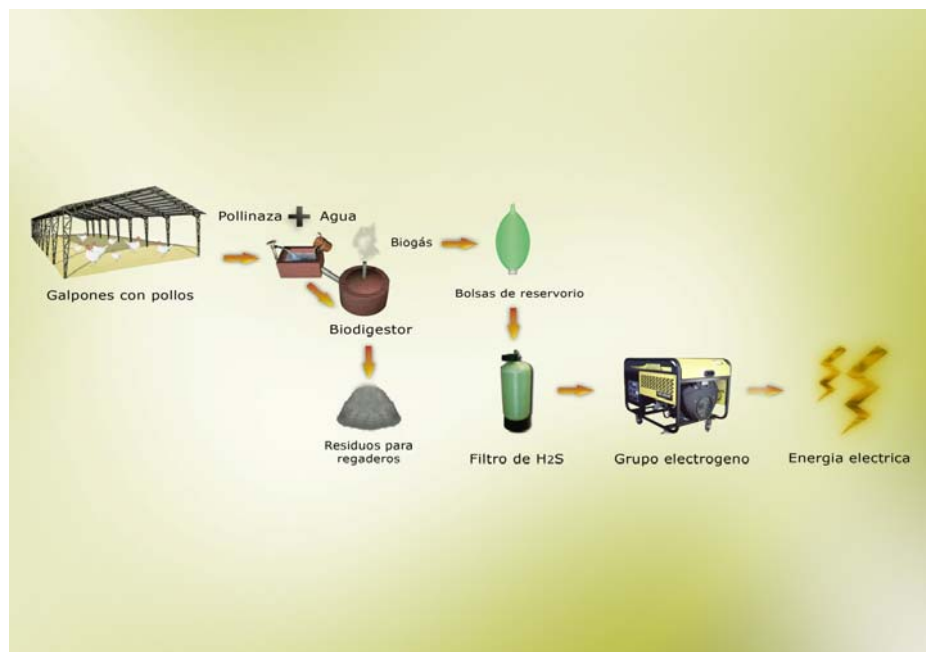 Pollinaza + Agua
Biogás
Galpones con pollos
Bolsas de reservorio
Biodigestor
Residuos para
regaderos
Filtro de H2S
Grupo electrogeno
Energia electrica